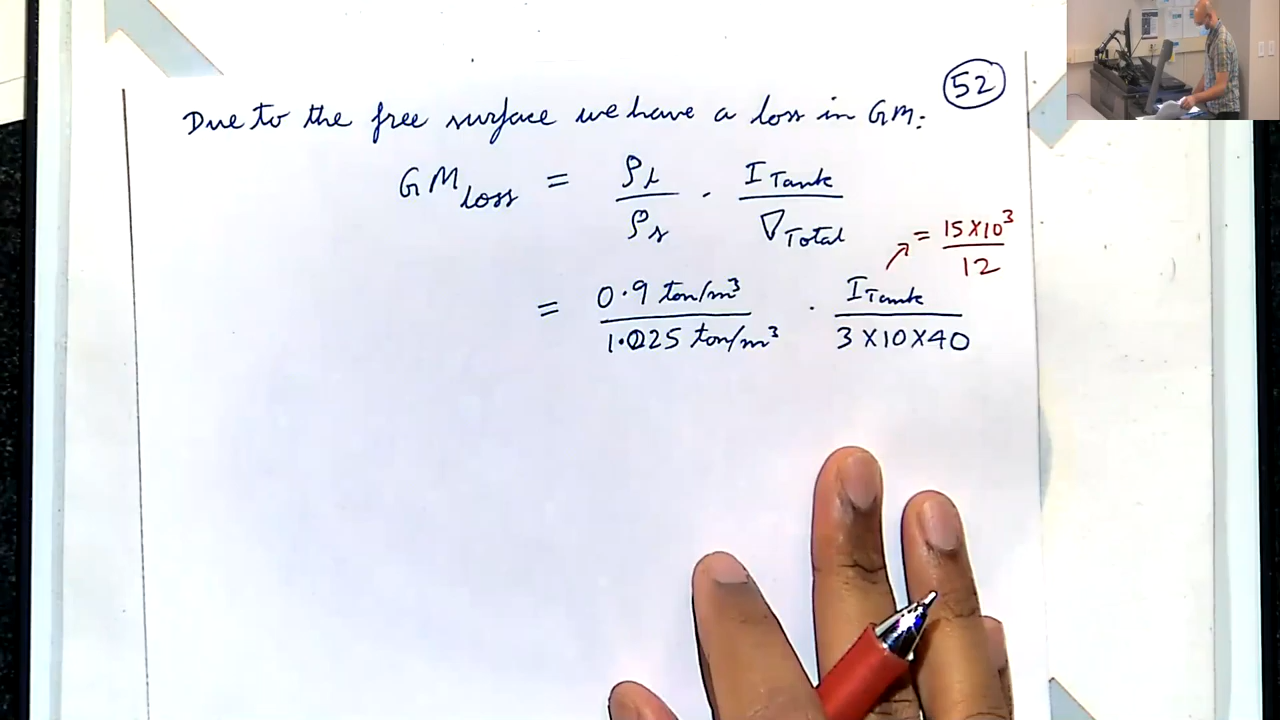 52
Due to the free surface we have a loss in GM:
GM_loss = ρ_l / ρ_s · I_Tank / ∇_Total
= 0.9 ton/m³ / 1.025 ton/m³ · I_Tank / 3 X 10 X 40
= 15 X 10³ / 12